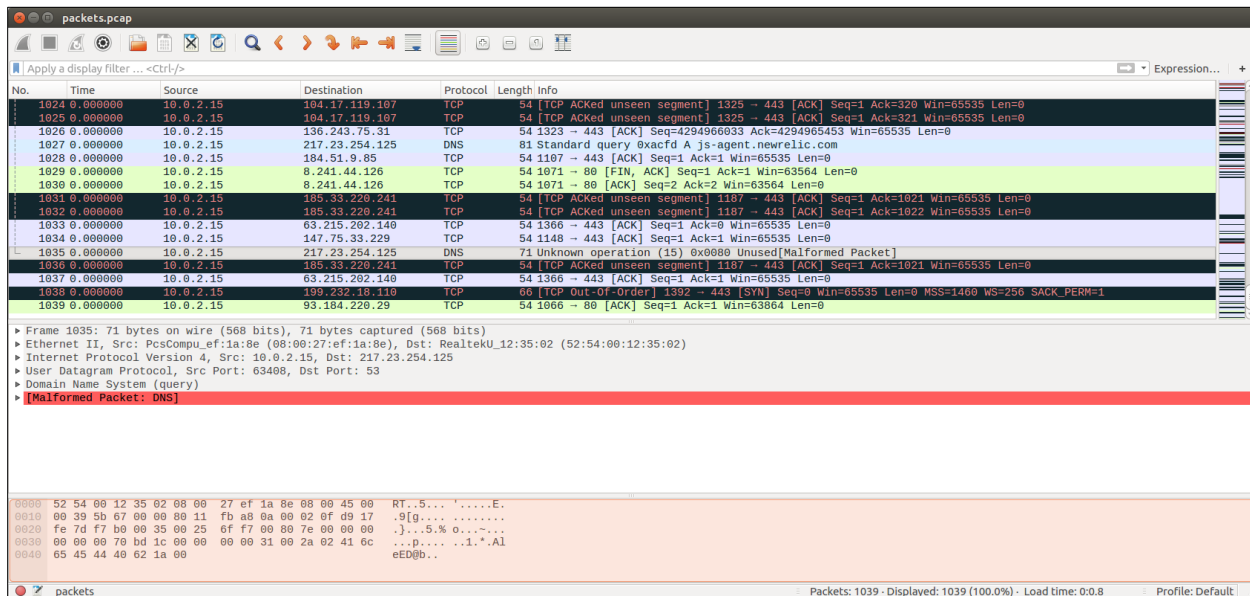 packets.pcap
Apply a display filter ... <Ctrl-/> Expression... +
No. Time Source Destination Protocol Length Info
1024 0.000000 10.0.2.15 104.17.119.107 TCP 54 [TCP ACKed unseen segment] 1325 → 443 [ACK] Seq=1 Ack=320 Win=65535 Len=0
1025 0.000000 10.0.2.15 104.17.119.107 TCP 54 [TCP ACKed unseen segment] 1325 → 443 [ACK] Seq=1 Ack=321 Win=65535 Len=0
1026 0.000000 10.0.2.15 136.243.75.31 TCP 54 1323 → 443 [ACK] Seq=4294966033 Ack=4294965453 Win=65535 Len=0
1027 0.000000 10.0.2.15 217.23.254.125 DNS 81 Standard query 0xacfd A js-agent.newrelic.com
1028 0.000000 10.0.2.15 184.51.9.85 TCP 54 1107 → 443 [ACK] Seq=1 Ack=1 Win=65535 Len=0
1029 0.000000 10.0.2.15 8.241.44.126 TCP 54 1071 → 80 [FIN, ACK] Seq=1 Ack=1 Win=63564 Len=0
1030 0.000000 10.0.2.15 8.241.44.126 TCP 54 1071 → 80 [ACK] Seq=2 Ack=2 Win=63564 Len=0
1031 0.000000 10.0.2.15 185.33.220.241 TCP 54 [TCP ACKed unseen segment] 1187 → 443 [ACK] Seq=1 Ack=1021 Win=65535 Len=0
1032 0.000000 10.0.2.15 185.33.220.241 TCP 54 [TCP ACKed unseen segment] 1187 → 443 [ACK] Seq=1 Ack=1022 Win=65535 Len=0
1033 0.000000 10.0.2.15 63.215.202.140 TCP 54 1366 → 443 [ACK] Seq=1 Ack=0 Win=65535 Len=0
1034 0.000000 10.0.2.15 147.75.33.229 TCP 54 1148 → 443 [ACK] Seq=1 Ack=1 Win=65535 Len=0
1035 0.000000 10.0.2.15 217.23.254.125 DNS 71 Unknown operation (15) 0x0080 Unused[Malformed Packet]
1036 0.000000 10.0.2.15 185.33.220.241 TCP 54 [TCP ACKed unseen segment] 1187 → 443 [ACK] Seq=1 Ack=1021 Win=65535 Len=0
1037 0.000000 10.0.2.15 63.215.202.140 TCP 54 1366 → 443 [ACK] Seq=1 Ack=1 Win=65535 Len=0
1038 0.000000 10.0.2.15 199.232.18.110 TCP 66 [TCP Out-Of-Order] 1392 → 443 [SYN] Seq=0 Win=65535 Len=0 MSS=1460 WS=256 SACK_PERM=1
1039 0.000000 10.0.2.15 93.184.220.29 TCP 54 1066 → 80 [ACK] Seq=1 Ack=1 Win=63864 Len=0
Frame 1035: 71 bytes on wire (568 bits), 71 bytes captured (568 bits)
Ethernet II, Src: PcsCompu_ef:1a:8e (08:00:27:ef:1a:8e), Dst: RealtekU_12:35:02 (52:54:00:12:35:02)
Internet Protocol Version 4, Src: 10.0.2.15, Dst: 217.23.254.125
User Datagram Protocol, Src Port: 63408, Dst Port: 53
Domain Name System (query)
[Malformed Packet: DNS]
0000 52 54 00 12 35 02 08 00 27 ef 1a 8e 08 00 45 00 RT..5... '.....E.
0010 00 39 5b 67 00 00 80 11 fb a8 0a 00 02 0f d9 17 .9[g.... ........
0020 fe 7d f7 b0 00 35 00 25 6f f7 00 80 7e 00 00 00 .}...5.% o...~...
0030 00 00 00 70 bd 1c 00 00 00 00 31 00 2a 02 41 6c ...p.... ..1.*.Al
0040 65 45 44 40 62 1a 00 eED@b..
packets Packets: 1039 · Displayed: 1039 (100.0%) · Load time: 0:0.8 Profile: Default